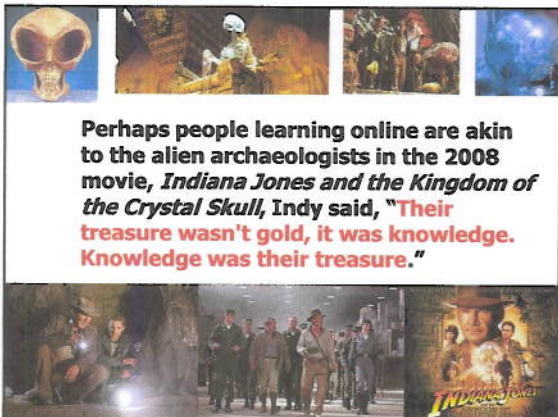 Perhaps people learning online are akin
to the alien archaeologists in the 2008
movie, Indiana Jones and the Kingdom of
the Crystal Skull, Indy said, “Their
treasure wasn't gold, it was knowledge.
Knowledge was their treasure.”
INDIANA JONES